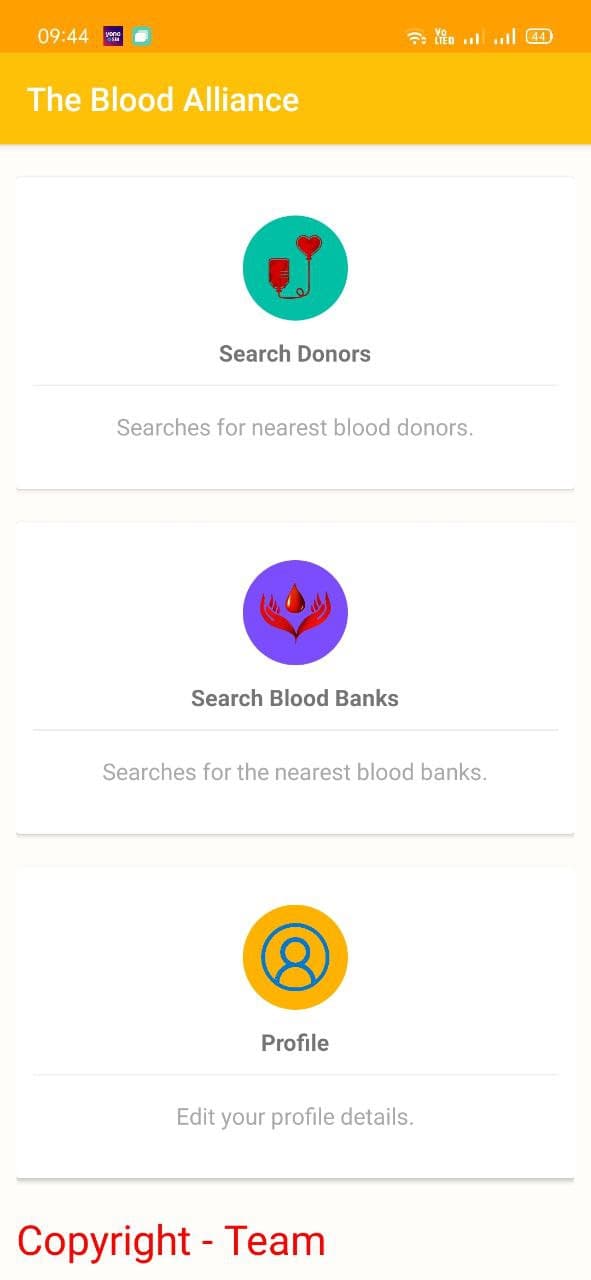 09:44
yono
SBI
Vo
LTE
44
The Blood Alliance
Search Donors
Searches for nearest blood donors.
Search Blood Banks
Searches for the nearest blood banks.
Profile
Edit your profile details.
Copyright - Team